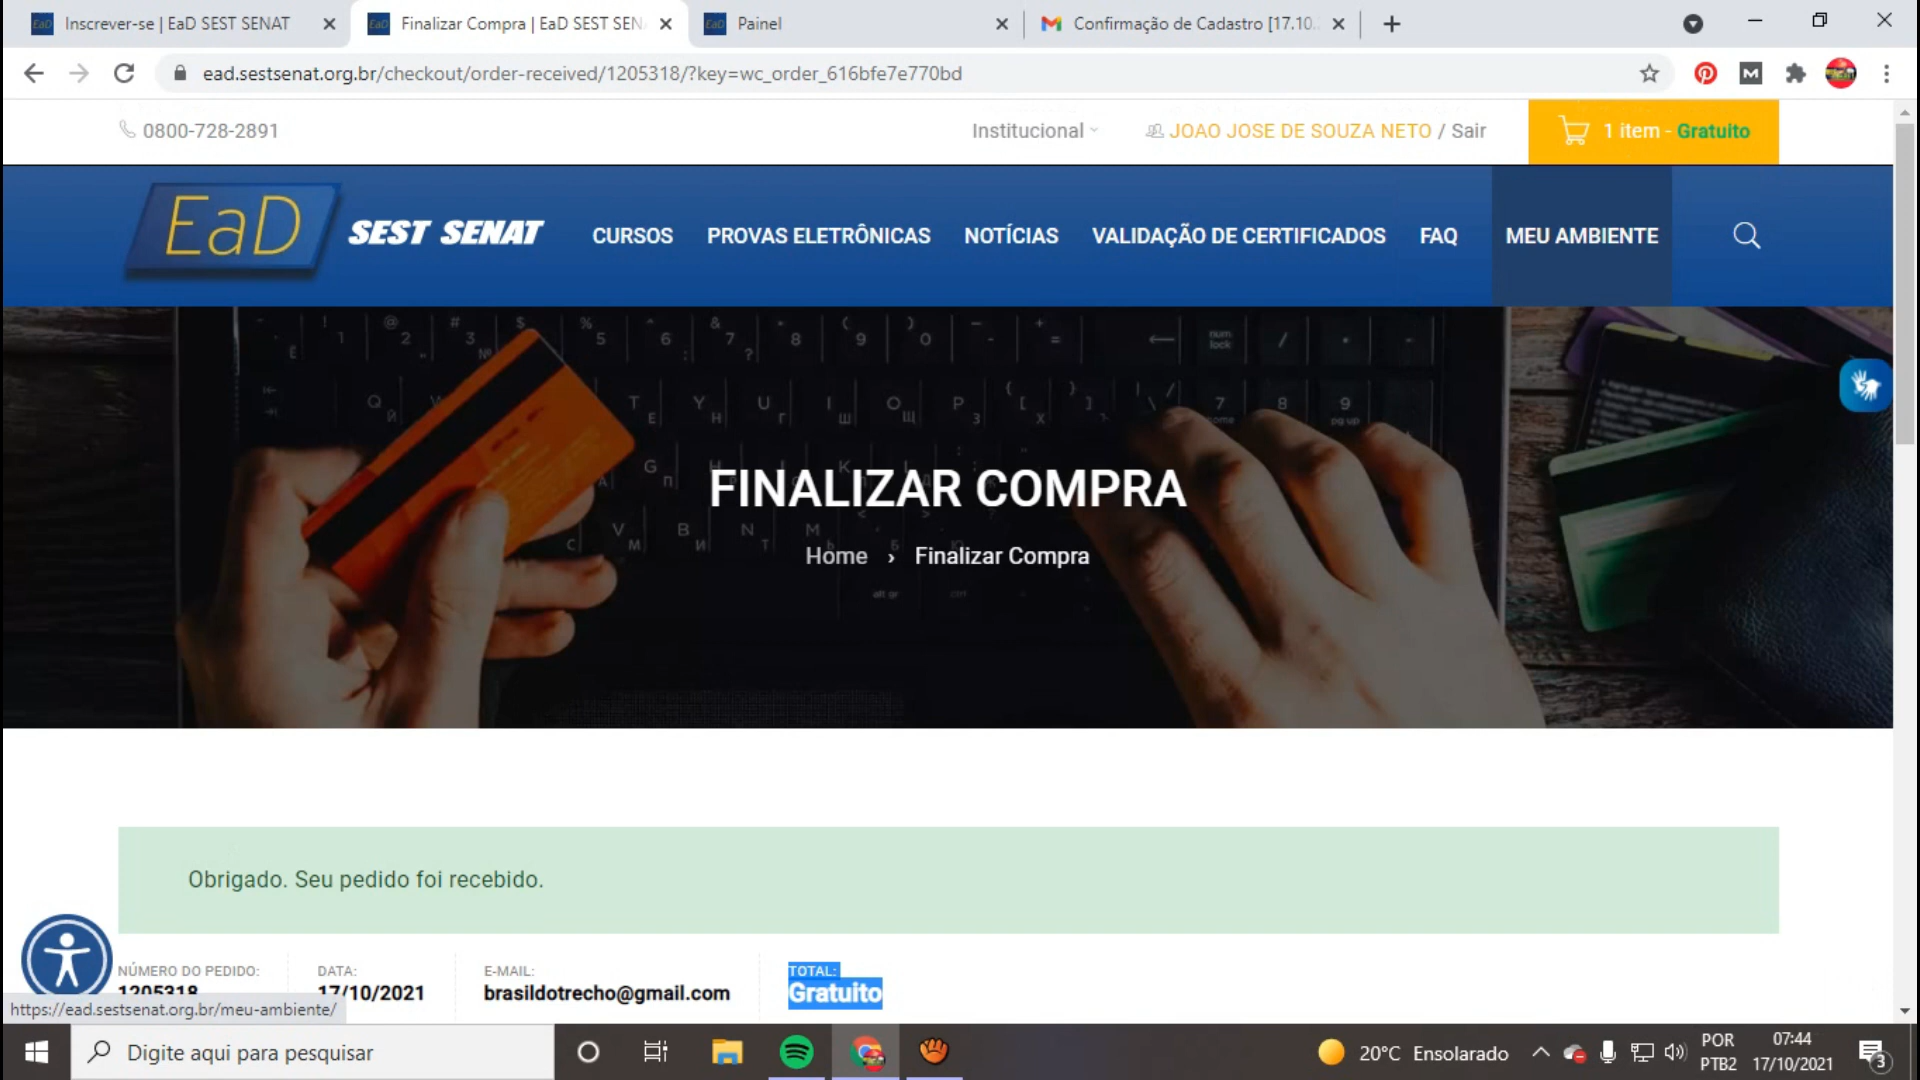 Inscrever-se | EaD SEST SENAT
Finalizar Compra | EaD SEST SEN
Painel
Confirmação de Cadastro [17.10.
ead.sestsenat.org.br/checkout/order-received/1205318/?key=wc_order_616bfe7e770bd
0800-728-2891
Institucional
JOAO JOSE DE SOUZA NETO / Sair
1 item - Gratuito
EaD SEST SENAT
CURSOS
PROVAS ELETRÔNICAS
NOTÍCIAS
VALIDAÇÃO DE CERTIFICADOS
FAQ
MEU AMBIENTE
FINALIZAR COMPRA
Home › Finalizar Compra
Obrigado. Seu pedido foi recebido.
NÚMERO DO PEDIDO:
1205318
DATA:
17/10/2021
E-MAIL:
brasildotrecho@gmail.com
TOTAL:
Gratuito
https://ead.sestsenat.org.br/meu-ambiente/
Digite aqui para pesquisar
20°C Ensolarado
POR
PTB2
07:44
17/10/2021
3